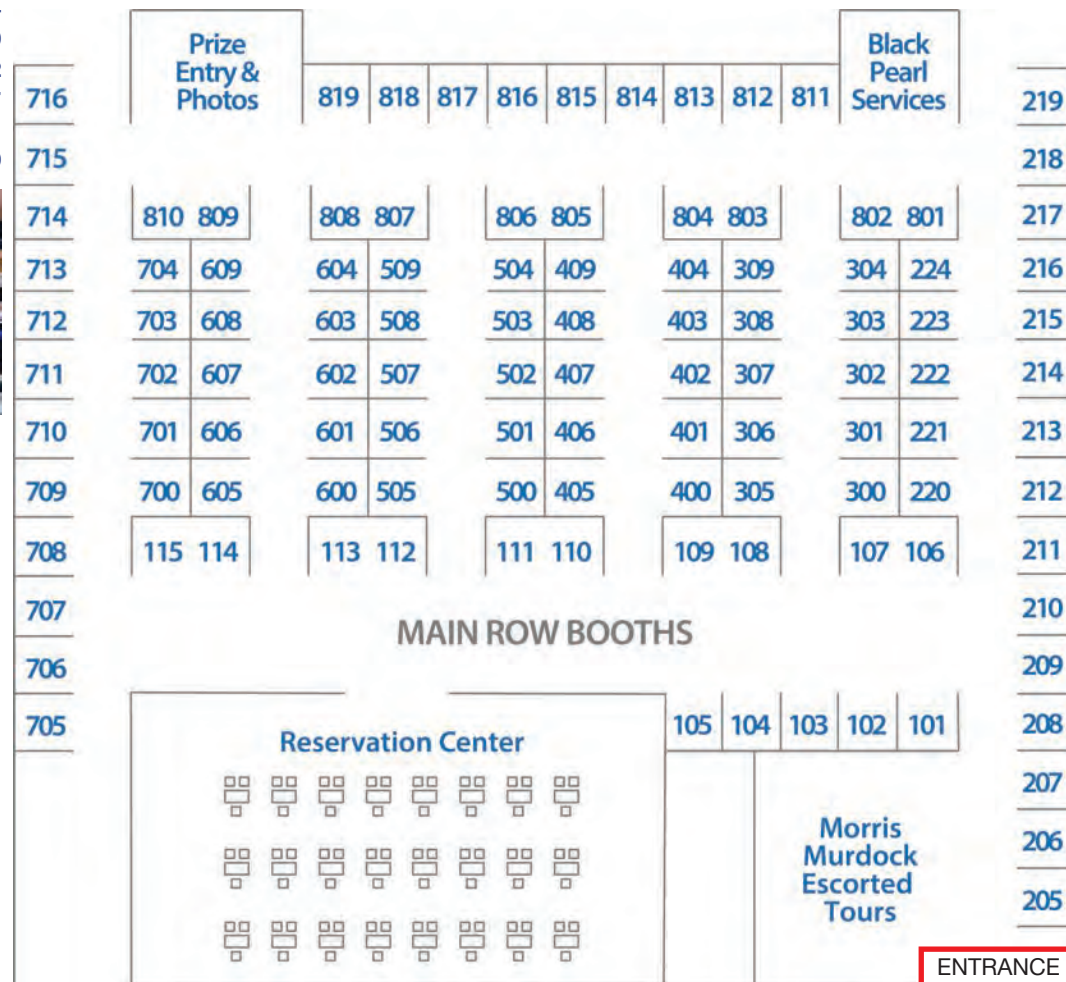 Prize
Entry &
Photos
Black
Pearl
Services
716 819 818 817 816 815 814 813 812 811 219
715 218
714 810 809 808 807 806 805 804 803 802 801 217
713 704 609 604 509 504 409 404 309 304 224 216
712 703 608 603 508 503 408 403 308 303 223 215
711 702 607 602 507 502 407 402 307 302 222 214
710 701 606 601 506 501 406 401 306 301 221 213
709 700 605 600 505 500 405 400 305 300 220 212
708 115 114 113 112 111 110 109 108 107 106 211
707 210
MAIN ROW BOOTHS
706 209
705 105 104 103 102 101 208
Reservation Center
207
Morris
Murdock
Escorted
Tours
206
205
ENTRANCE